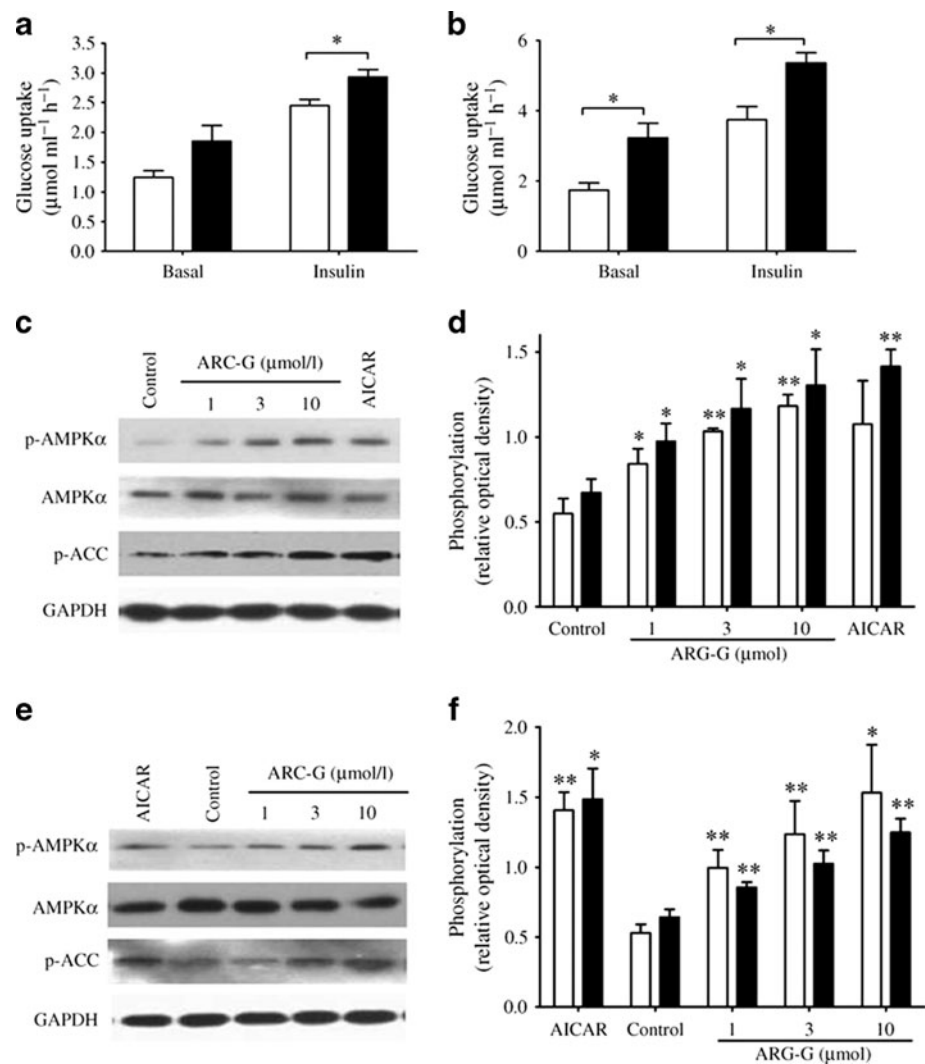 a
Glucose uptake
(μmol ml⁻¹ h⁻¹)
3.5
3.0
2.5
2.0
1.5
1.0
0.5
0.0
*
Basal Insulin
b
Glucose uptake
(μmol ml⁻¹ h⁻¹)
6
4
2
0
* *
Basal Insulin
c
Control ARC-G (μmol/l) AICAR
1 3 10
p-AMPKα
AMPKα
p-ACC
GAPDH
d
Phosphorylation
(relative optical density)
1.5
1.0
0.5
0.0
* * ** * ** * **
Control 1 3 10 AICAR
ARG-G (μmol)
e
AICAR Control ARC-G (μmol/l)
1 3 10
p-AMPKα
AMPKα
p-ACC
GAPDH
f
Phosphorylation
(relative optical density)
2.0
1.5
1.0
0.5
0.0
** * ** ** ** ** * **
AICAR Control 1 3 10
ARG-G (μmol)